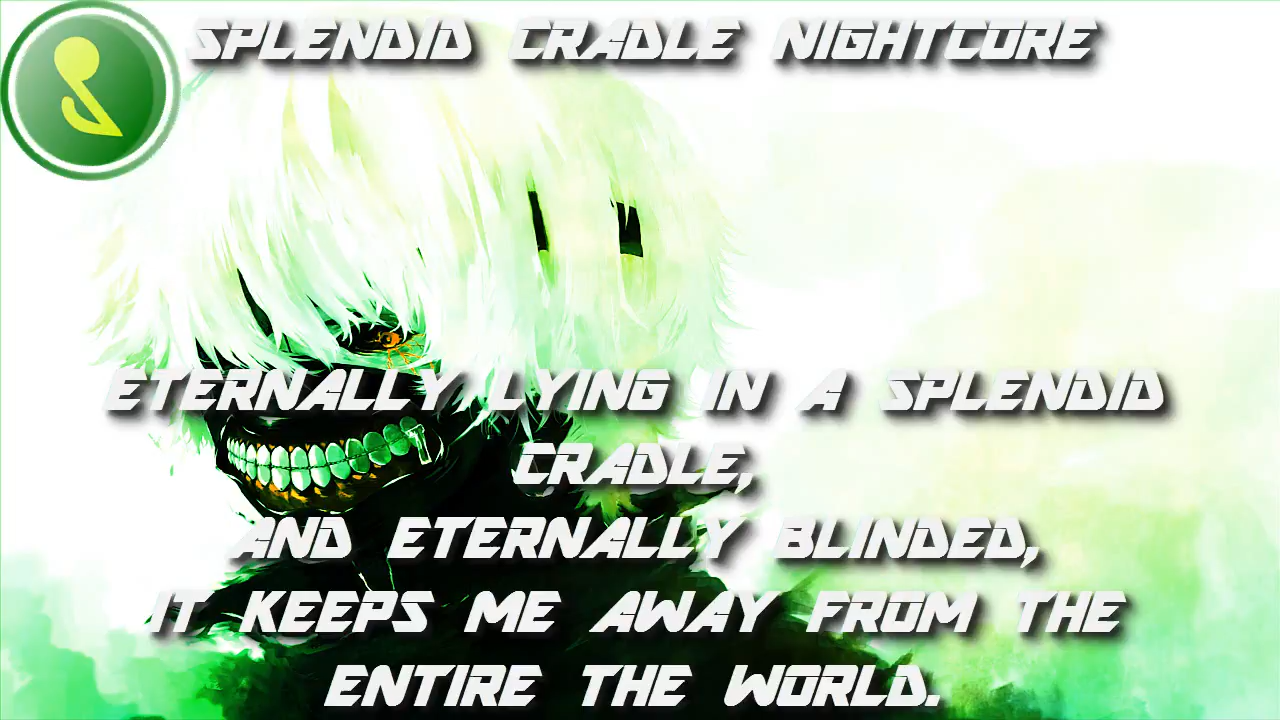 SPLENDID CRADLE NIGHTCORE
ETERNALLY LYING IN A SPLENDID
CRADLE,
AND ETERNALLY BLINDED,
IT KEEPS ME AWAY FROM THE
ENTIRE THE WORLD.